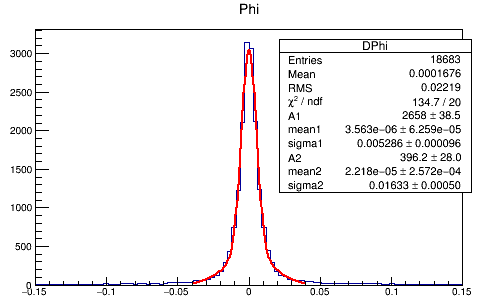 Phi
DPhi
Entries 18683
Mean 0.0001676
RMS 0.02219
χ² / ndf 134.7 / 20
A1 2658 ± 38.5
mean1 3.563e−06 ± 6.259e−05
sigma1 0.005286 ± 0.000096
A2 396.2 ± 28.0
mean2 2.218e−05 ± 2.572e−04
sigma2 0.01633 ± 0.00050
3000
2500
2000
1500
1000
500
0
−0.15 −0.1 −0.05 0 0.05 0.1 0.15